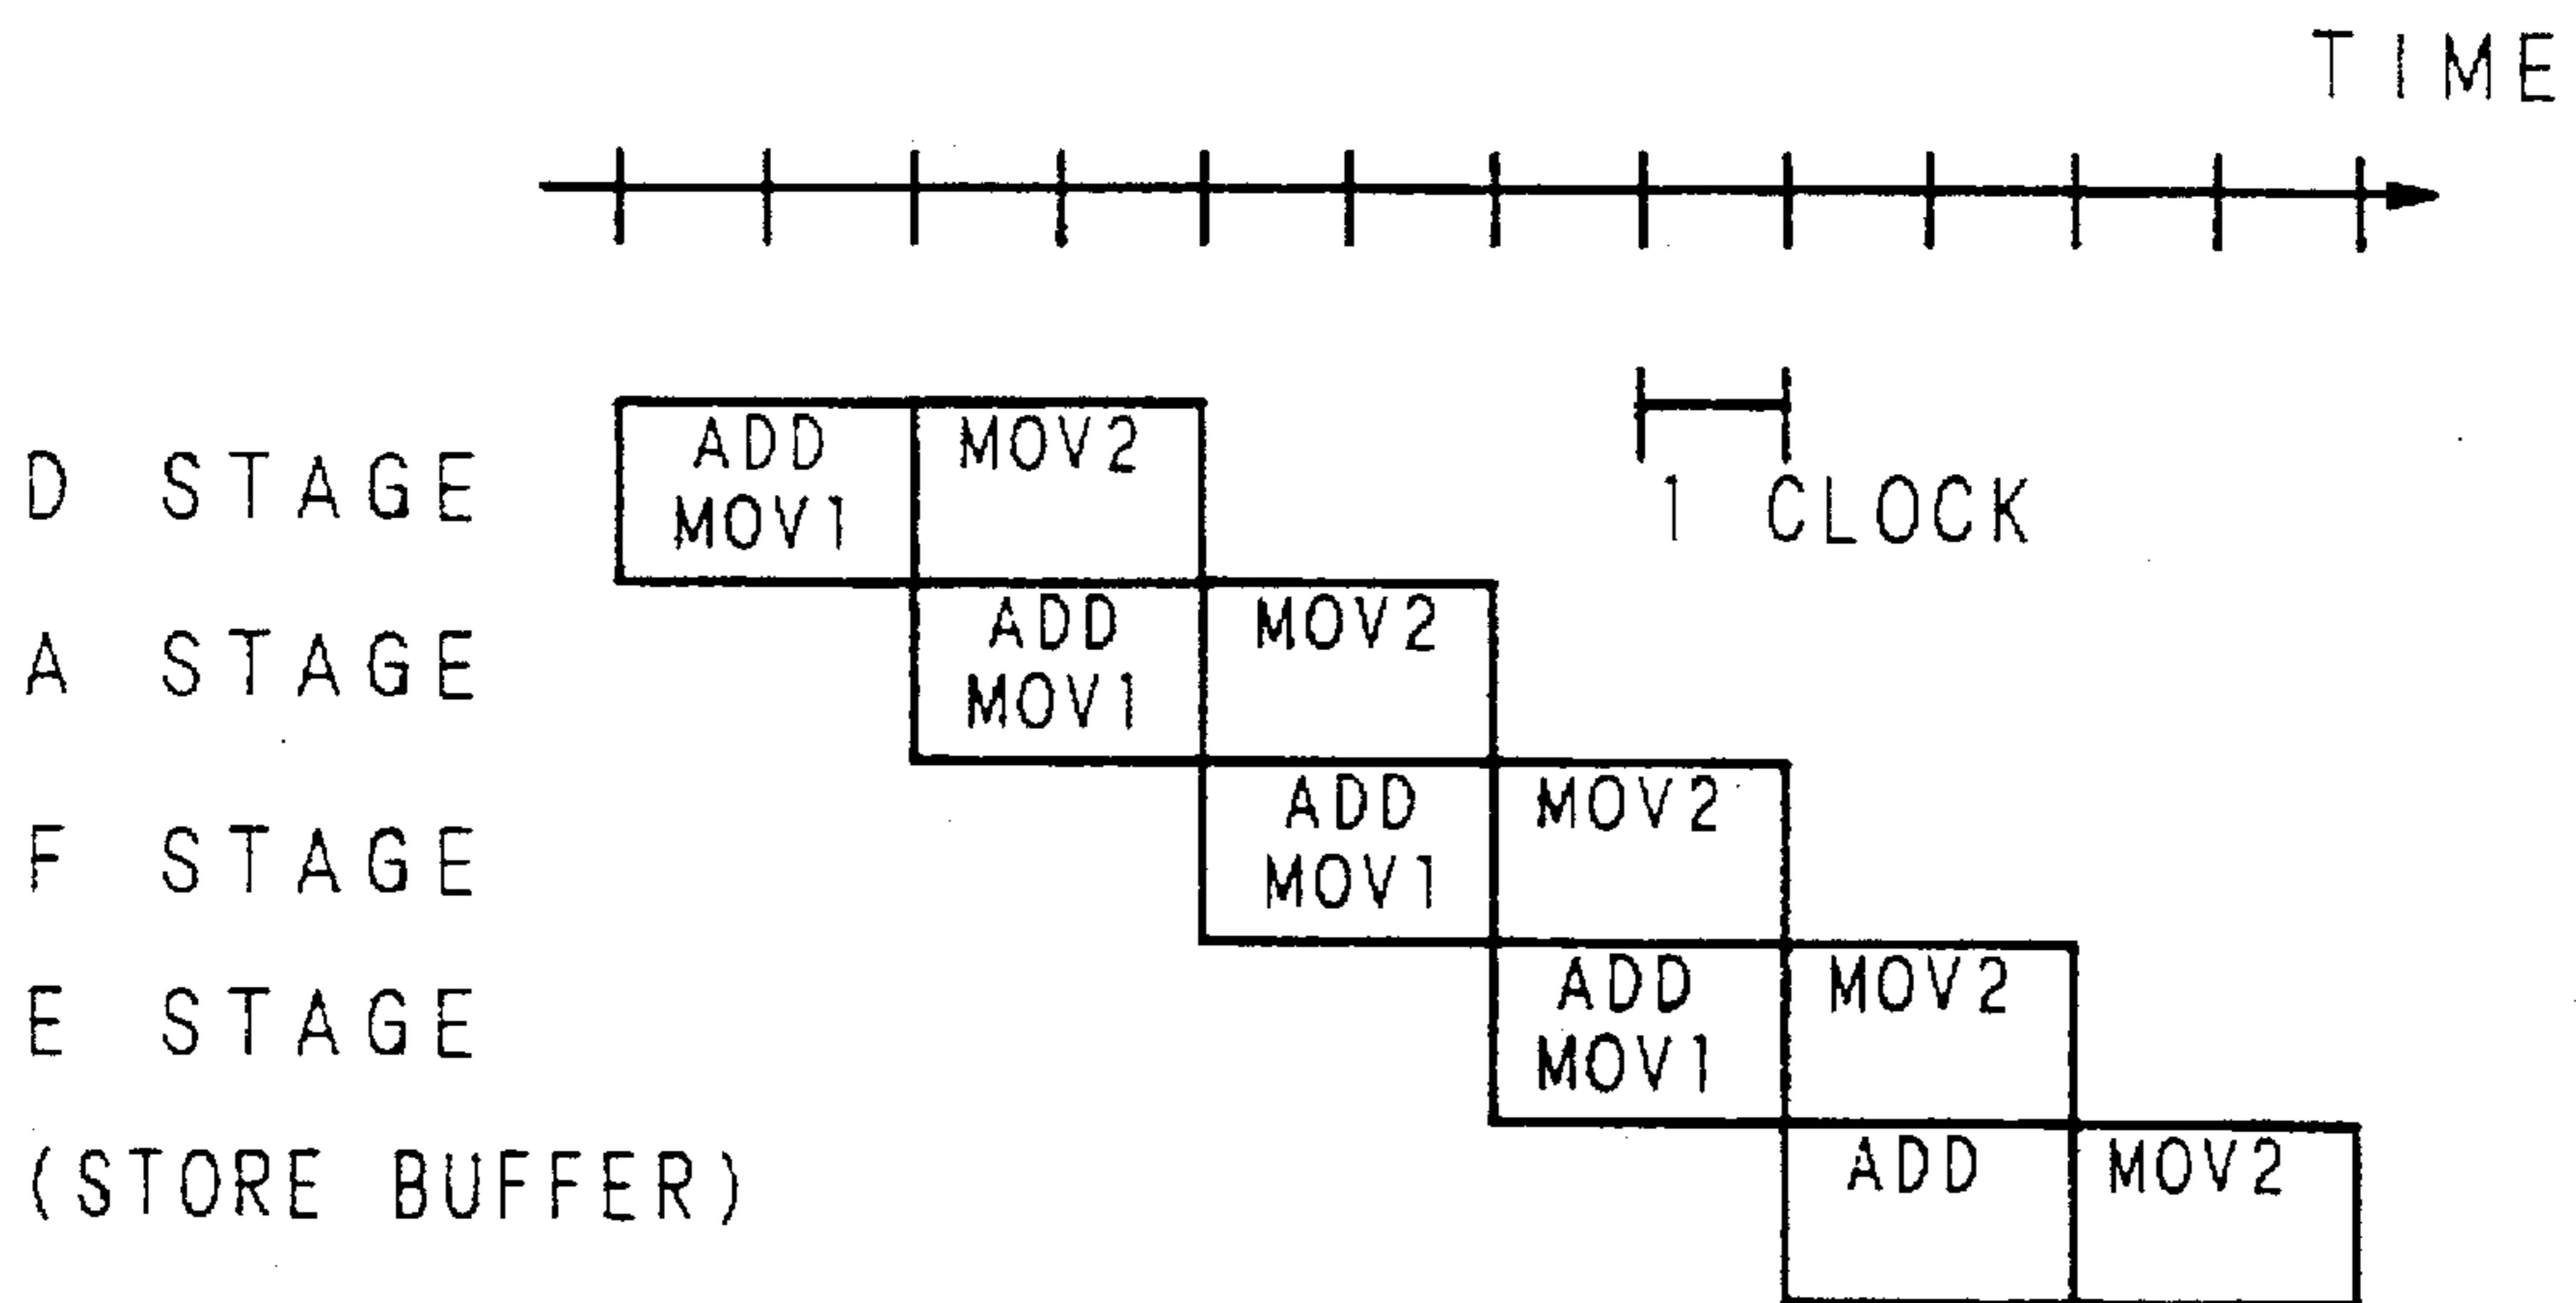 TIME
1 CLOCK
D STAGE
ADD
MOV1
MOV2
A STAGE
ADD
MOV1
MOV2
F STAGE
ADD
MOV1
MOV2
E STAGE
ADD
MOV1
MOV2
(STORE BUFFER)
ADD
MOV2